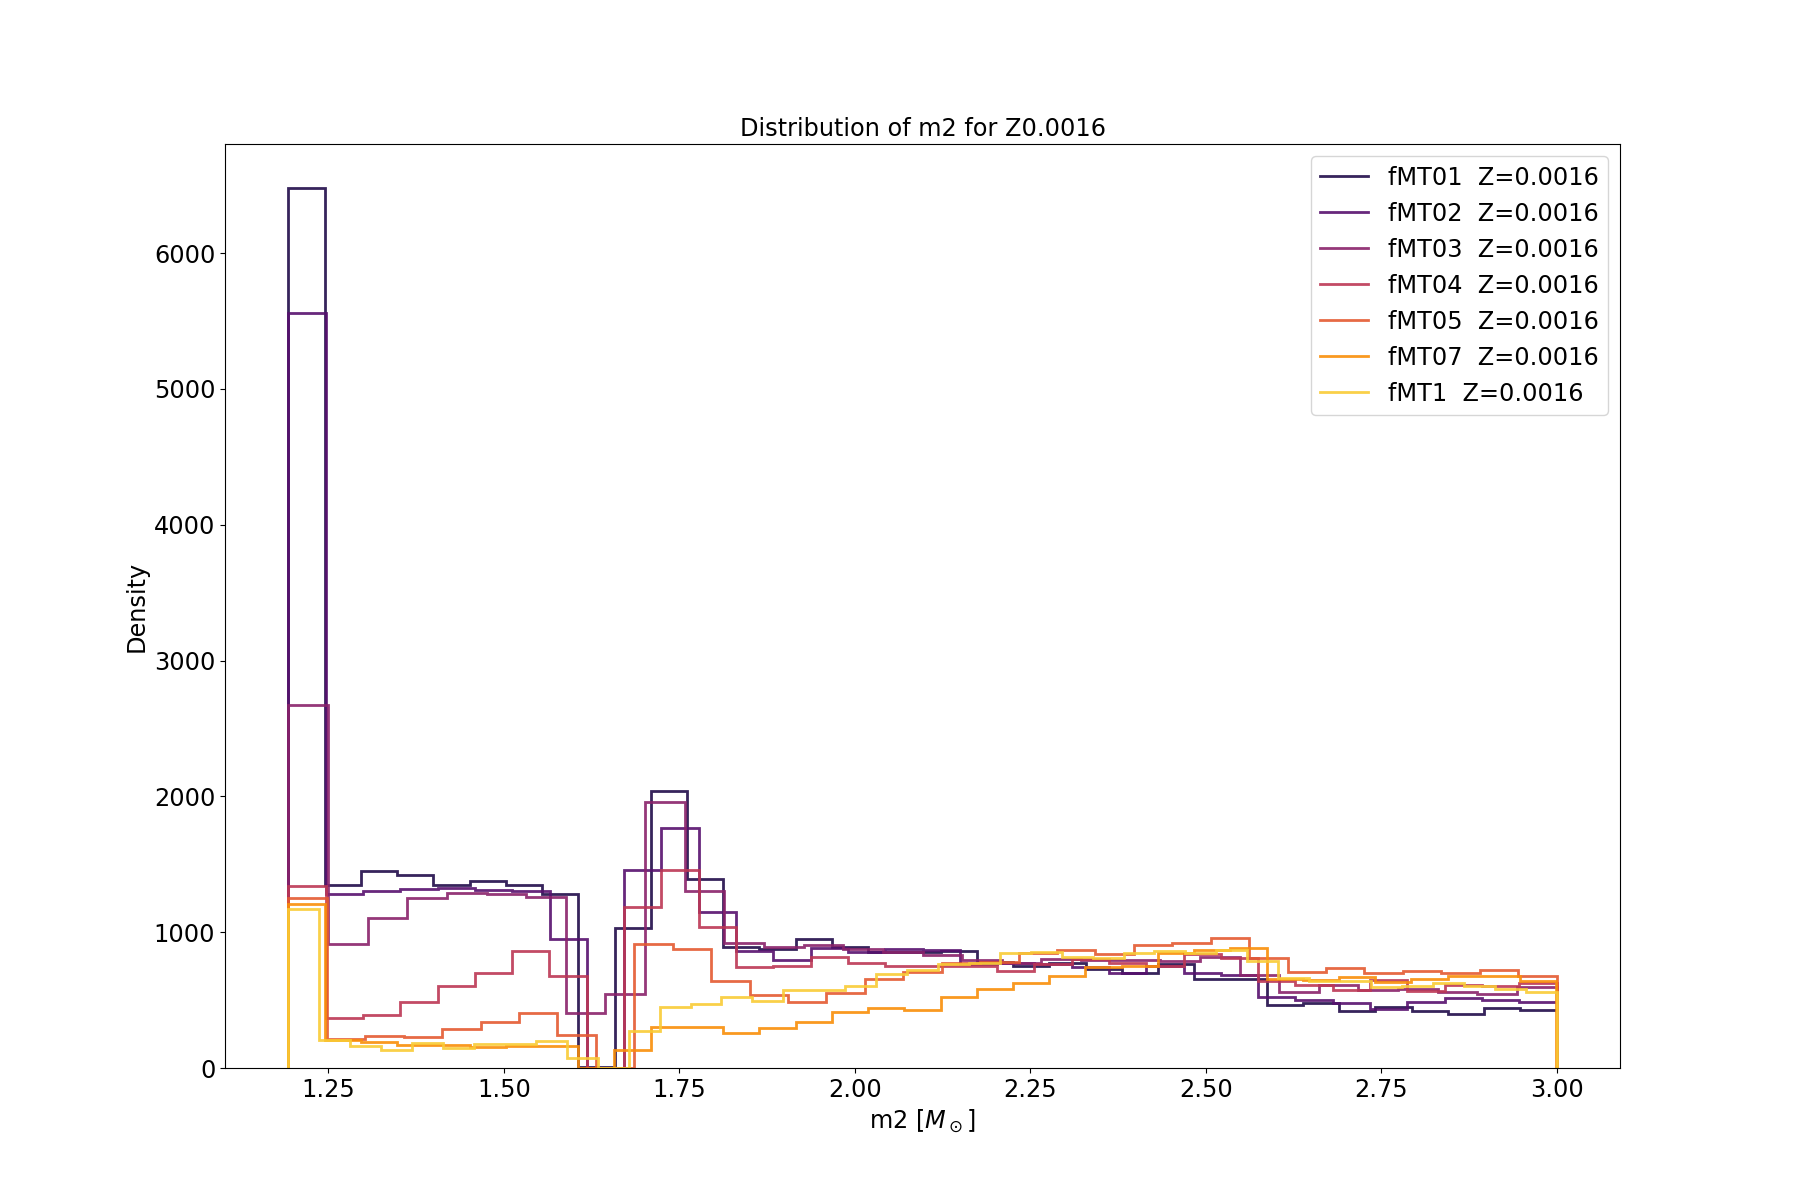 Distribution of m2 for Z0.0016
fMT01 Z=0.0016
fMT02 Z=0.0016
fMT03 Z=0.0016
fMT04 Z=0.0016
fMT05 Z=0.0016
fMT07 Z=0.0016
fMT1 Z=0.0016
Density
6000
5000
4000
3000
2000
1000
0
1.25 1.50 1.75 2.00 2.25 2.50 2.75 3.00
m2 [M_⊙]